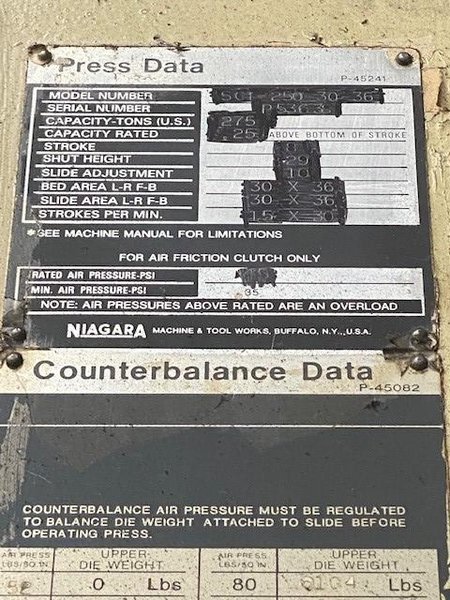 Press Data
P-45241
MODEL NUMBER 250-30-36
SERIAL NUMBER
CAPACITY-TONS (U.S.) 275
CAPACITY RATED .25 ABOVE BOTTOM OF STROKE
STROKE
SHUT HEIGHT 29
SLIDE ADJUSTMENT 10
BED AREA L-R F-B 30 X 36
SLIDE AREA L-R F-B 30 X 36
STROKES PER MIN. 15 X 30
*SEE MACHINE MANUAL FOR LIMITATIONS
FOR AIR FRICTION CLUTCH ONLY
RATED AIR PRESSURE-PSI
MIN. AIR PRESSURE-PSI
NOTE: AIR PRESSURES ABOVE RATED ARE AN OVERLOAD
NIAGARA MACHINE & TOOL WORKS, BUFFALO, N.Y., U.S.A.
Counterbalance Data
P-45082
COUNTERBALANCE AIR PRESSURE MUST BE REGULATED
TO BALANCE DIE WEIGHT ATTACHED TO SLIDE BEFORE
OPERATING PRESS.
AIR PRESS UPPER AIR PRESS UPPER
LBS/SQ IN DIE WEIGHT LBS/SQ IN DIE WEIGHT
0 Lbs 80 Lbs